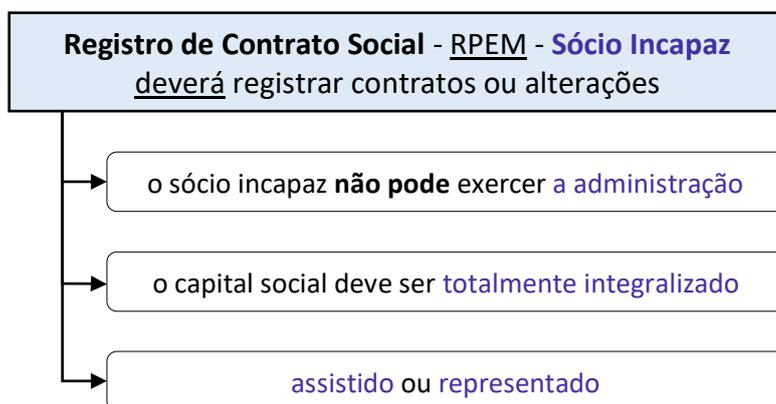 Registro de Contrato Social - RPEM - Sócio Incapaz
deverá registrar contratos ou alterações
o sócio incapaz não pode exercer a administração
o capital social deve ser totalmente integralizado
assistido ou representado